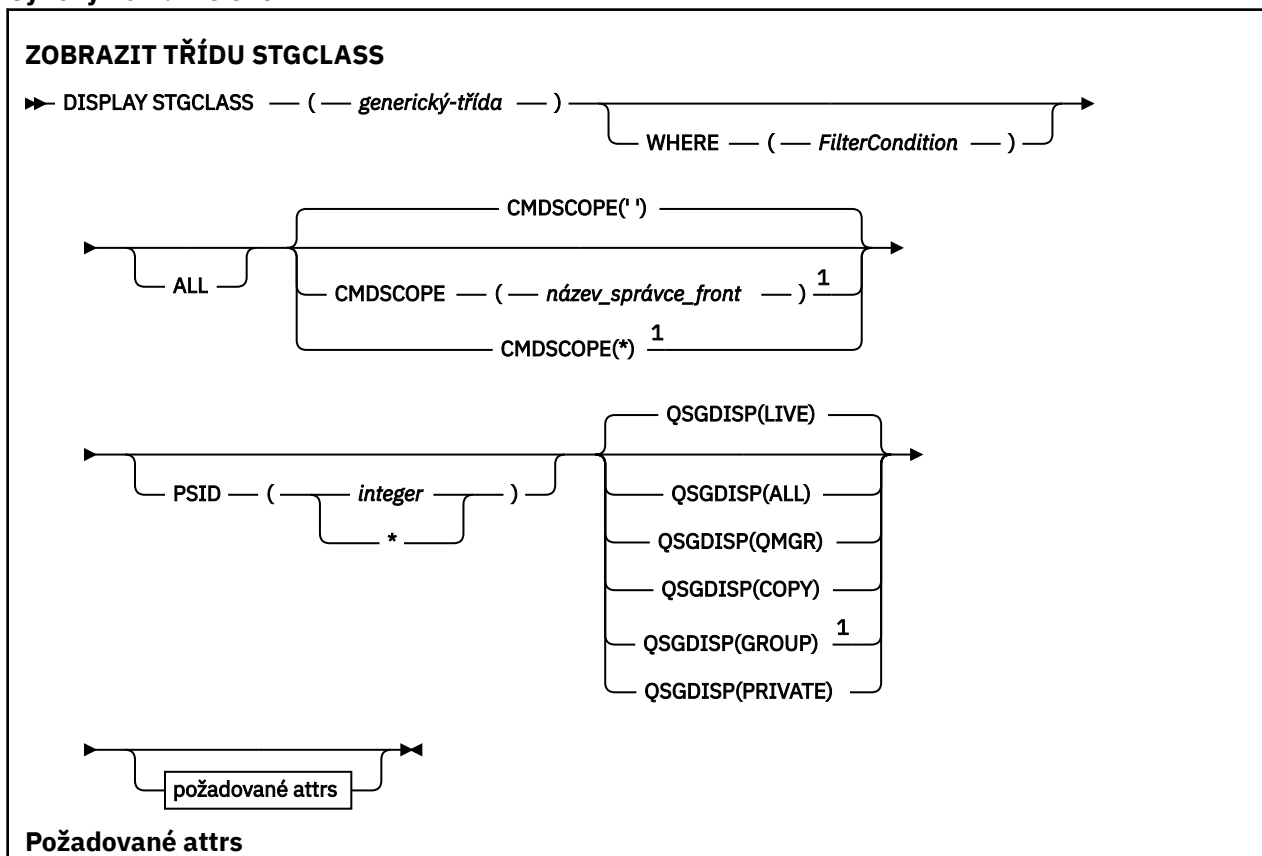 ZOBRAZIT TŘÍDU STGCLASS
DISPLAY STGCLASS ( generický-třída )
WHERE ( FilterCondition )
CMDSCOPE(' ')
ALL
CMDSCOPE ( název_správce_front ) 1
CMDSCOPE(*) 1
QSGDISP(LIVE)
PSID ( integer )
*
QSGDISP(ALL)
QSGDISP(QMGR)
QSGDISP(COPY)
QSGDISP(GROUP) 1
QSGDISP(PRIVATE)
požadované attrs
Požadované attrs